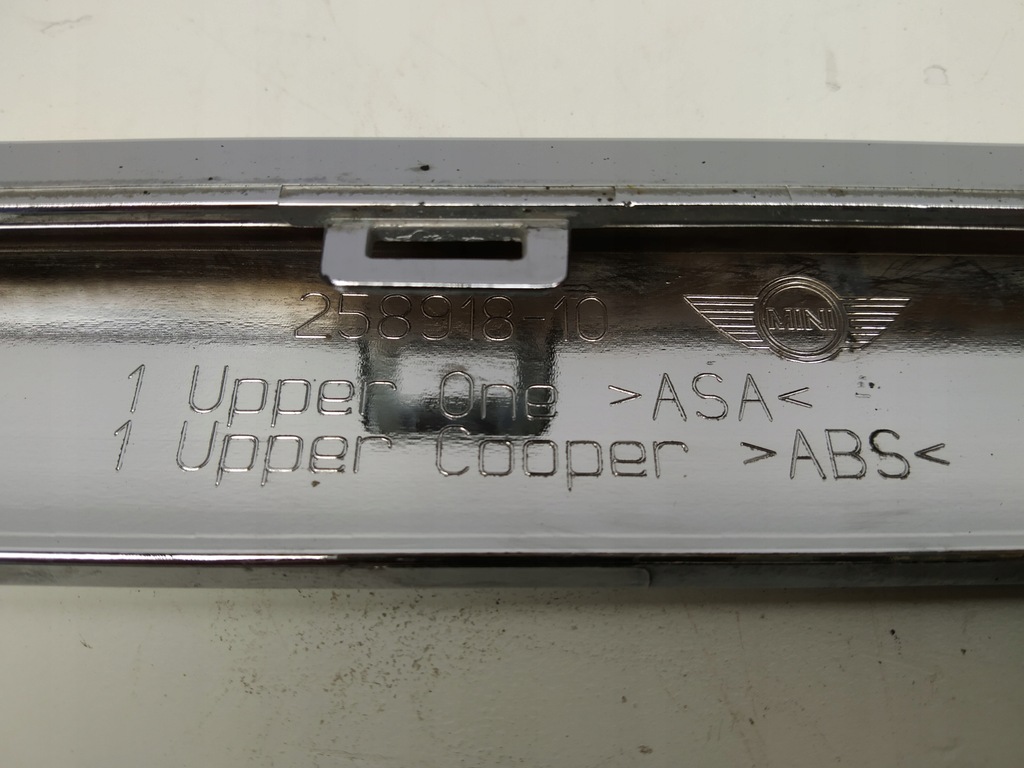 258918-10
MINI
1 Upper One >ASA<
1 Upper Cooper >ABS<